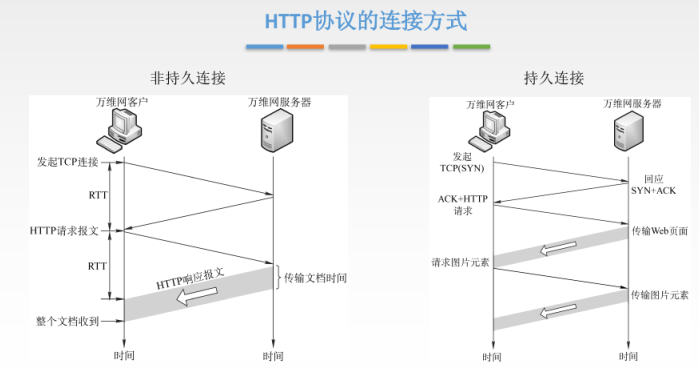 HTTP协议的连接方式
非持久连接
万维网客户
万维网服务器
发起TCP连接
RTT
HTTP请求报文
RTT
HTTP响应报文
传输文档时间
整个文档收到
时间
时间
持久连接
万维网客户
万维网服务器
发起
TCP(SYN)
回应
SYN+ACK
ACK+HTTP
请求
传输Web页面
请求图片元素
传输图片元素
时间
时间